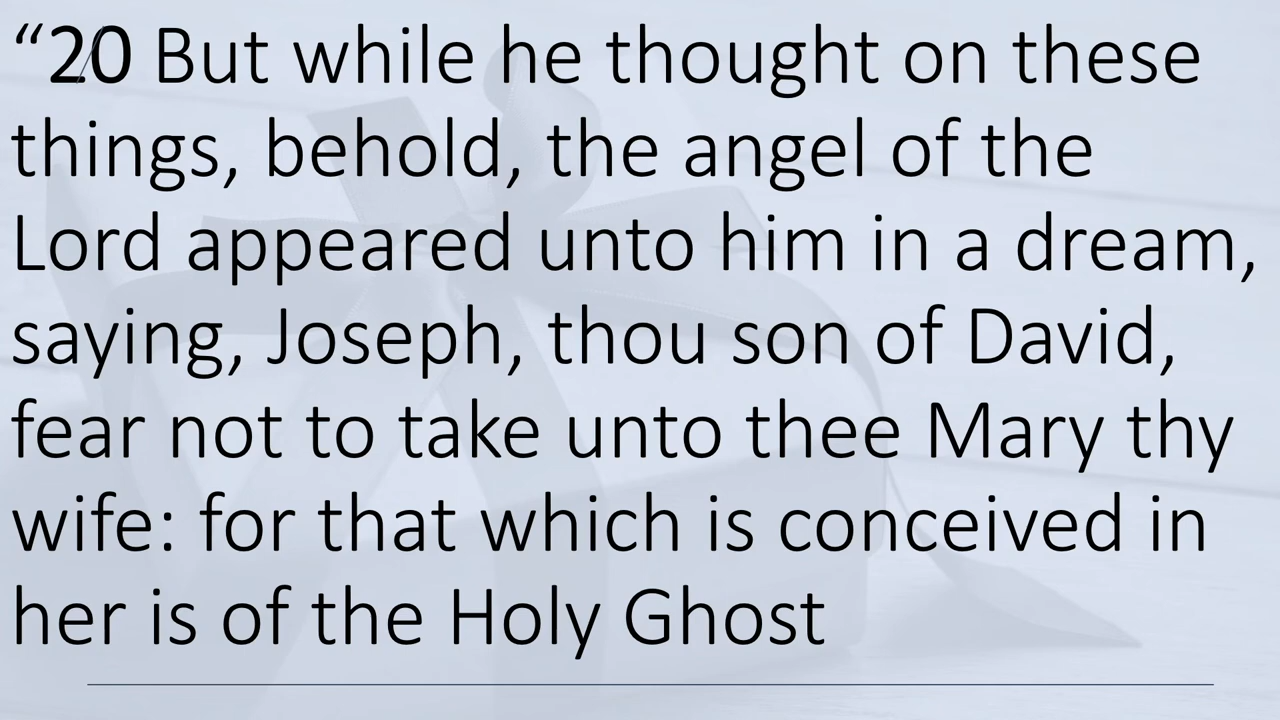 “20 But while he thought on these
things, behold, the angel of the
Lord appeared unto him in a dream,
saying, Joseph, thou son of David,
fear not to take unto thee Mary thy
wife: for that which is conceived in
her is of the Holy Ghost